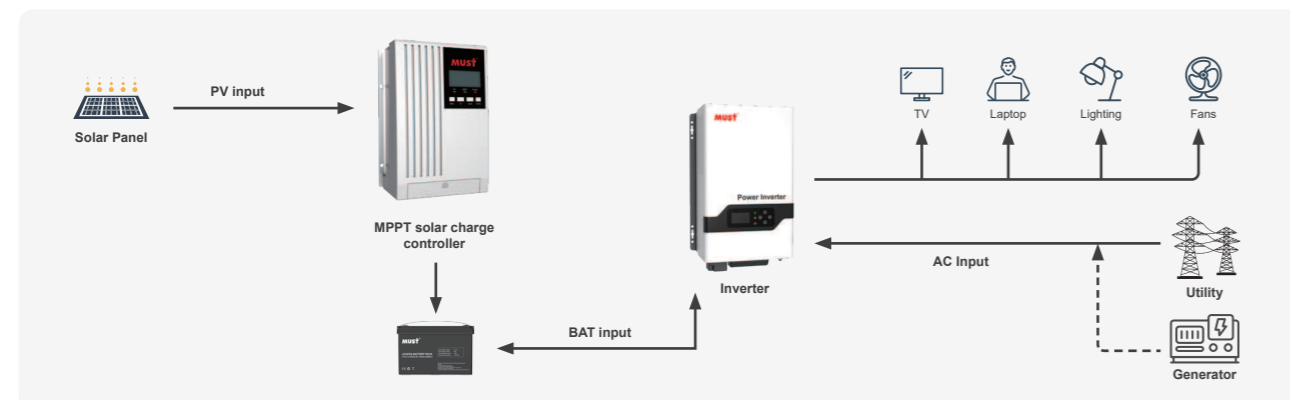 Solar Panel
PV input
MUST
MPPT solar charge
controller
MUST
BAT input
MUST
Power Inverter
Inverter
TV
Laptop
Lighting
Fans
AC Input
Utility
Generator